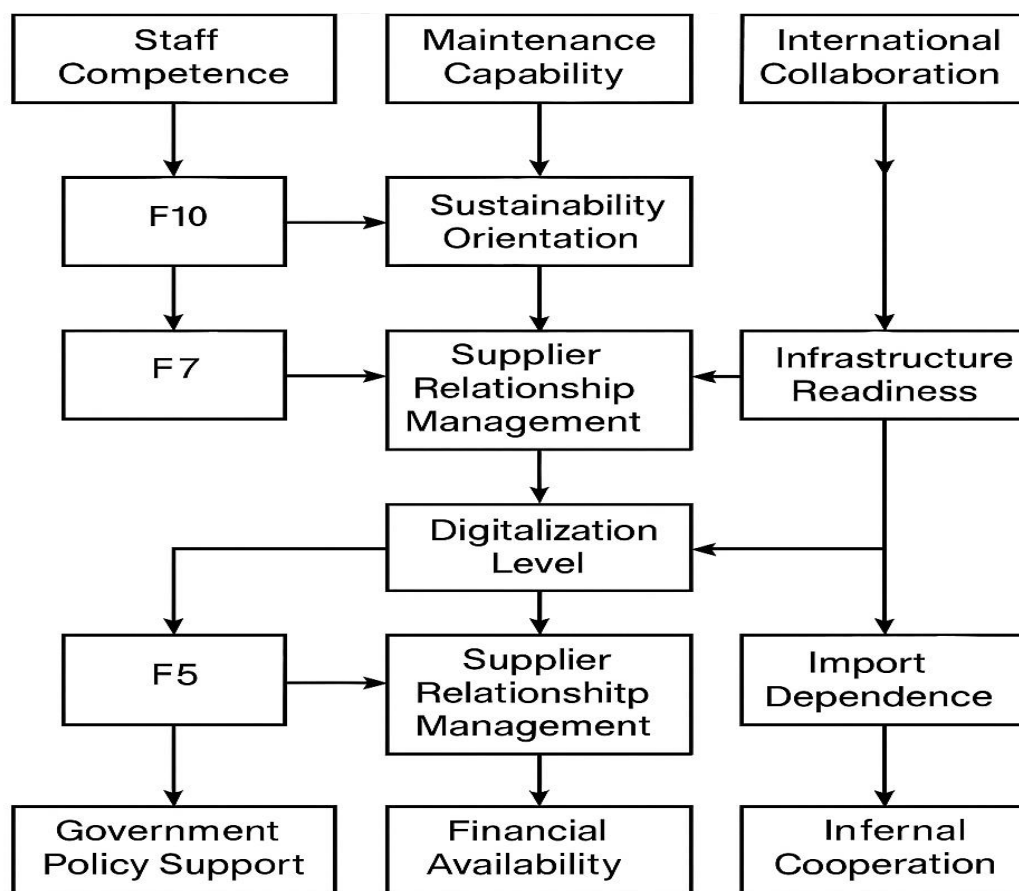 Staff
Competence
Maintenance
Capability
International
Collaboration
F10
Sustainability
Orientation
F7
Supplier
Relationship
Management
Infrastructure
Readiness
Digitalization
Level
F5
Supplier
Relationshitp
Management
Import
Dependence
Government
Policy Support
Financial
Availability
Infernal
Cooperation